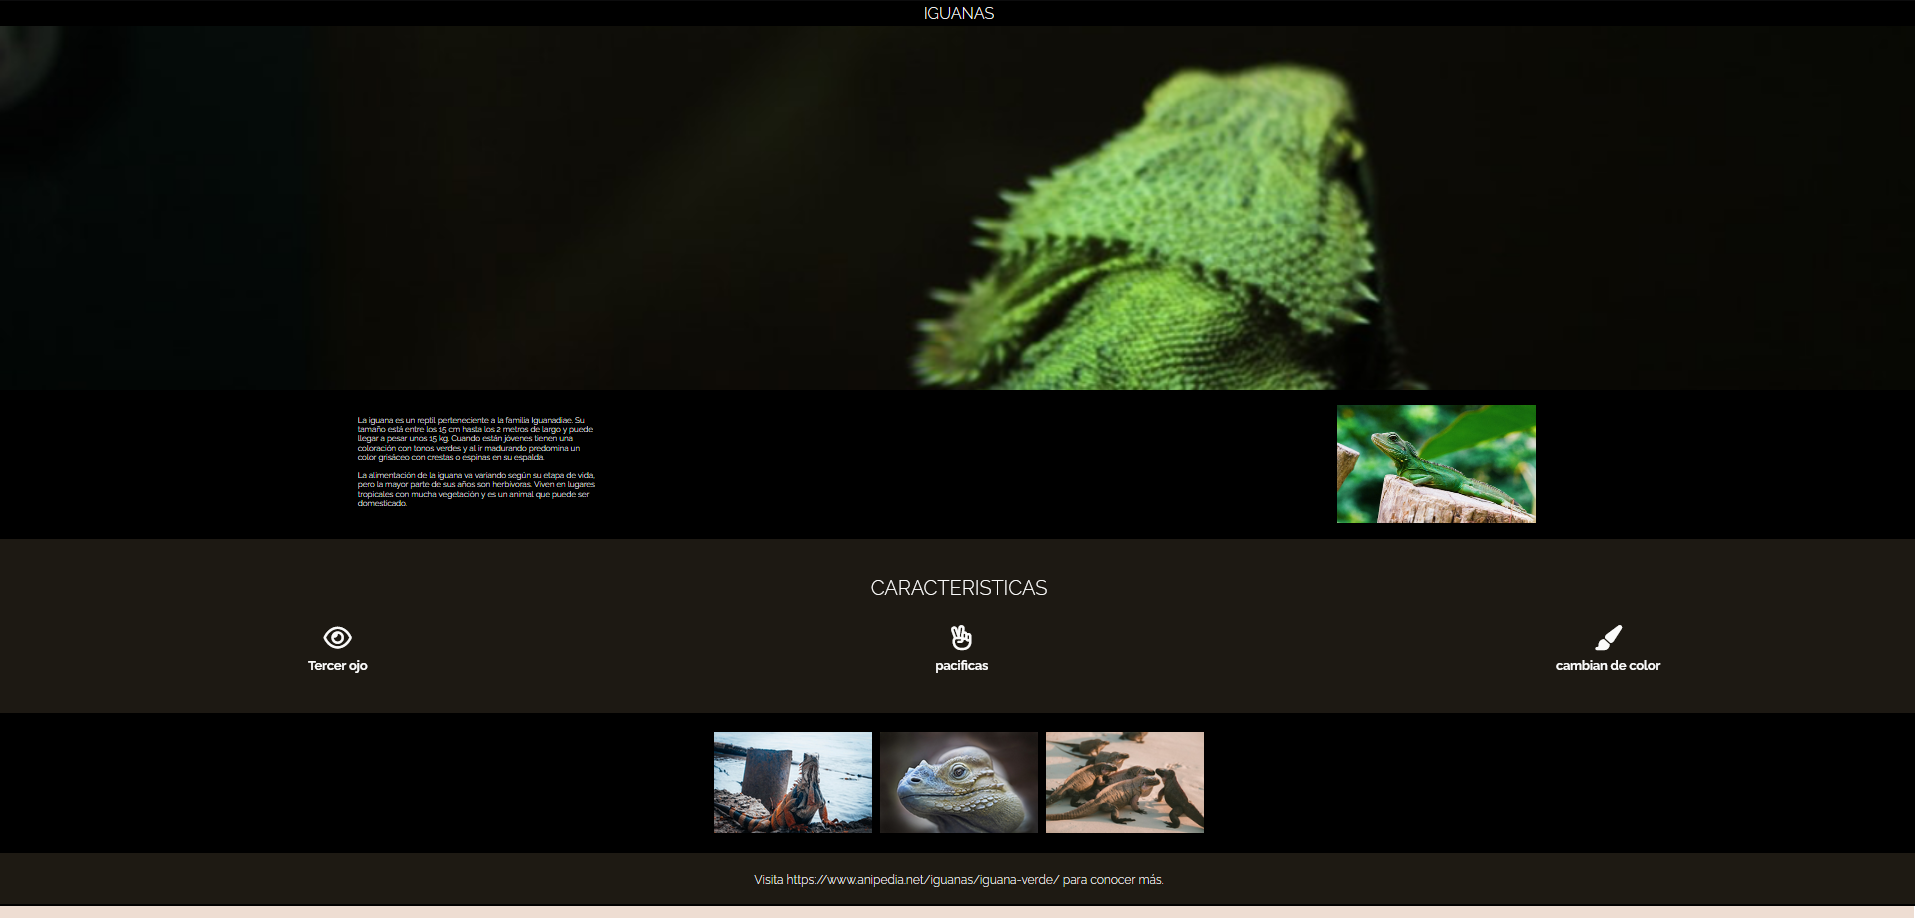 IGUANAS
La iguana es un reptil perteneciente a la familia Iguanadiae. Su
tamaño está entre los 15 cm hasta los 2 metros de largo y puede
llegar a pesar unos 15 kg. Cuando están jóvenes tienen una
coloración con tonos verdes y al ir madurando predomina un
color grisáceo con crestas o espinas en su espalda.
La alimentación de la iguana va variando según su etapa de vida,
pero la mayor parte de sus años son herbívoras. Viven en lugares
tropicales con mucha vegetación y es un animal que puede ser
domesticado.
CARACTERISTICAS
Tercer ojo
pacificas
cambian de color
Visita https://www.anipedia.net/iguanas/iguana-verde/ para conocer más.